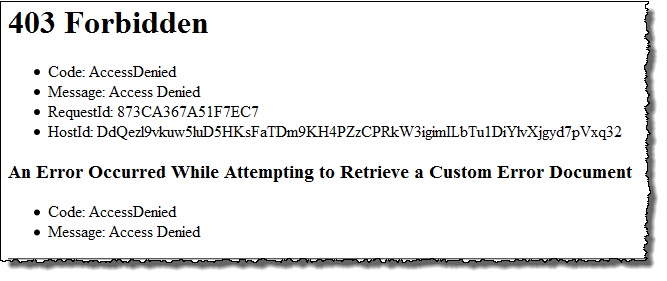 403 Forbidden
Code: AccessDenied
Message: Access Denied
RequestId: 873CA367A51F7EC7
HostId: DdQezl9vkuw5luD5HKsFaTDm9KH4PZzCPRkW3igimILbTu1DiYlvXjgyd7pVxq32
An Error Occurred While Attempting to Retrieve a Custom Error Document
Code: AccessDenied
Message: Access Denied